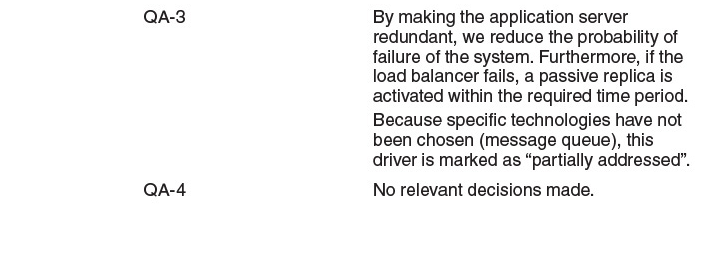 QA-3
By making the application server
redundant, we reduce the probability of
failure of the system. Furthermore, if the
load balancer fails, a passive replica is
activated within the required time period.
Because specific technologies have not
been chosen (message queue), this
driver is marked as “partially addressed”.
QA-4
No relevant decisions made.